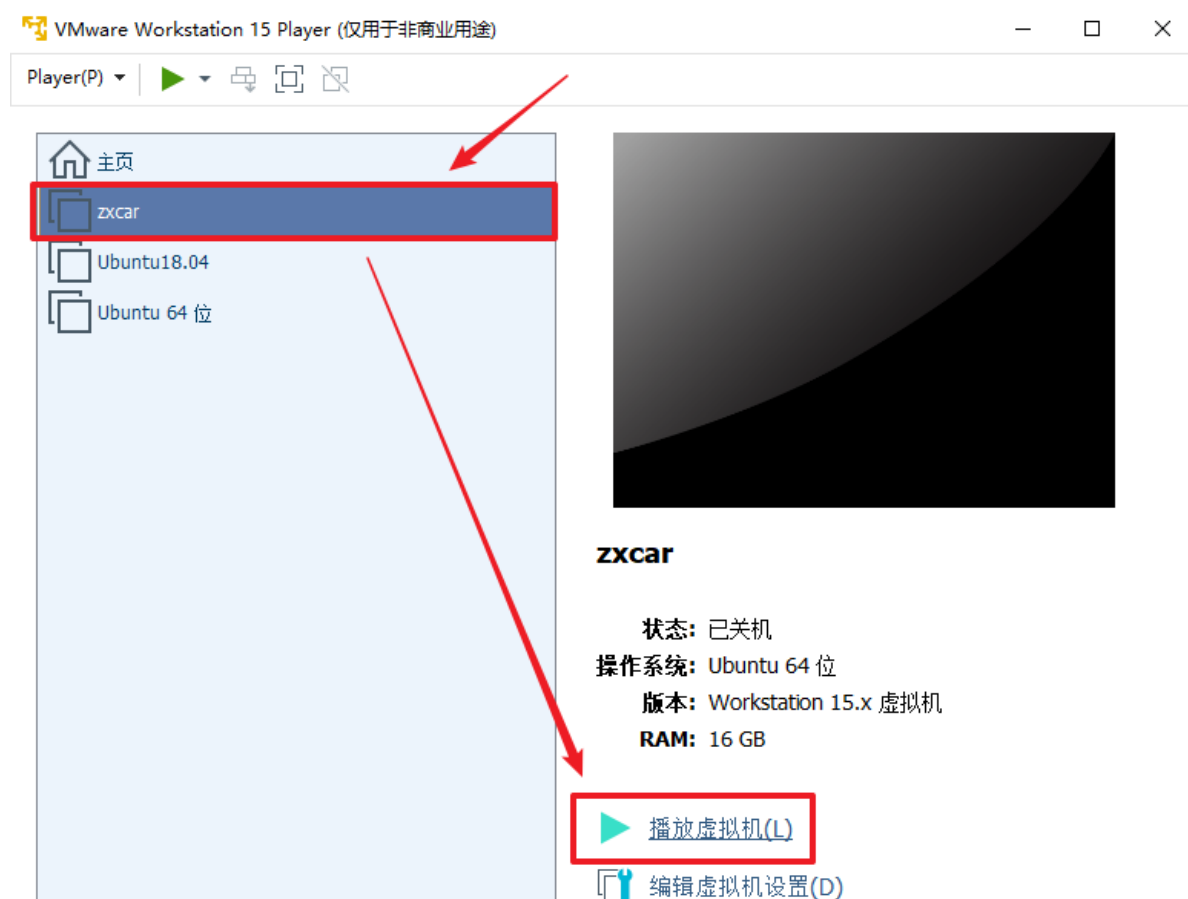 VMware Workstation 15 Player (仅用于非商业用途)
Player(P)
主页
zxcar
Ubuntu18.04
Ubuntu 64 位
zxcar
状态: 已关机
操作系统: Ubuntu 64 位
版本: Workstation 15.x 虚拟机
RAM: 16 GB
播放虚拟机(L)
编辑虚拟机设置(D)